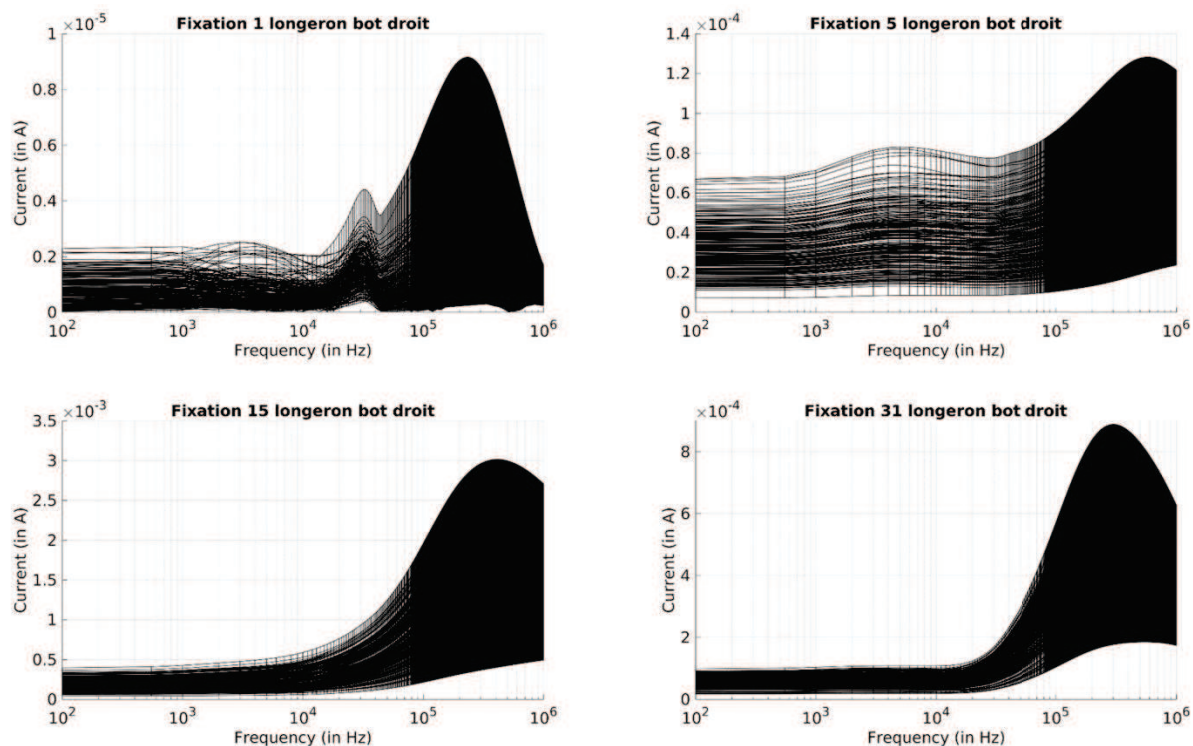 Fixation 1 longeron bot droit
×10-5
1
0.8
0.6
0.4
0.2
0
Current (in A)
10² 10³ 10⁴ 10⁵ 10⁶
Frequency (in Hz)
Fixation 5 longeron bot droit
×10-4
1.4
1.2
1
0.8
0.6
0.4
0.2
0
Current (in A)
10² 10³ 10⁴ 10⁵ 10⁶
Frequency (in Hz)
Fixation 15 longeron bot droit
×10-3
3.5
3
2.5
2
1.5
1
0.5
0
Current (in A)
10² 10³ 10⁴ 10⁵ 10⁶
Frequency (in Hz)
Fixation 31 longeron bot droit
×10-4
8
6
4
2
0
Current (in A)
10² 10³ 10⁴ 10⁵ 10⁶
Frequency (in Hz)